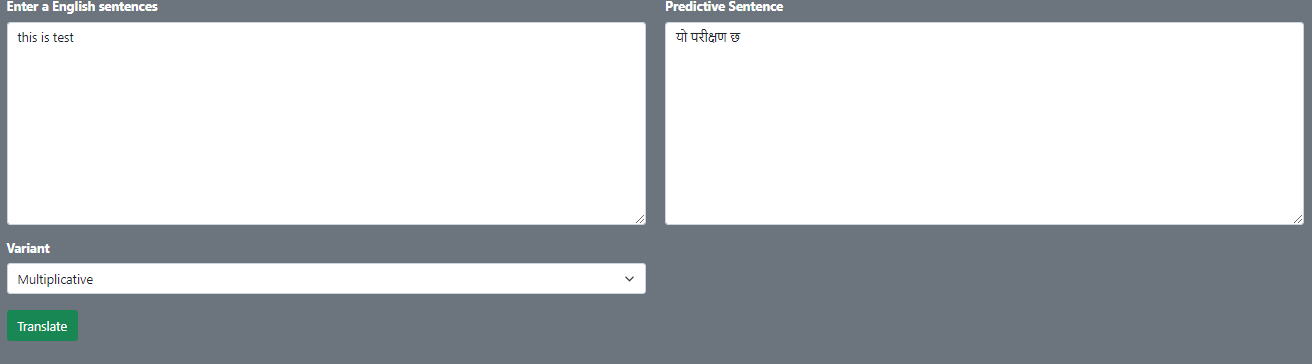 Enter a English sentences
this is test
Predictive Sentence
यो परीक्षण छ
Variant
Multiplicative
Translate